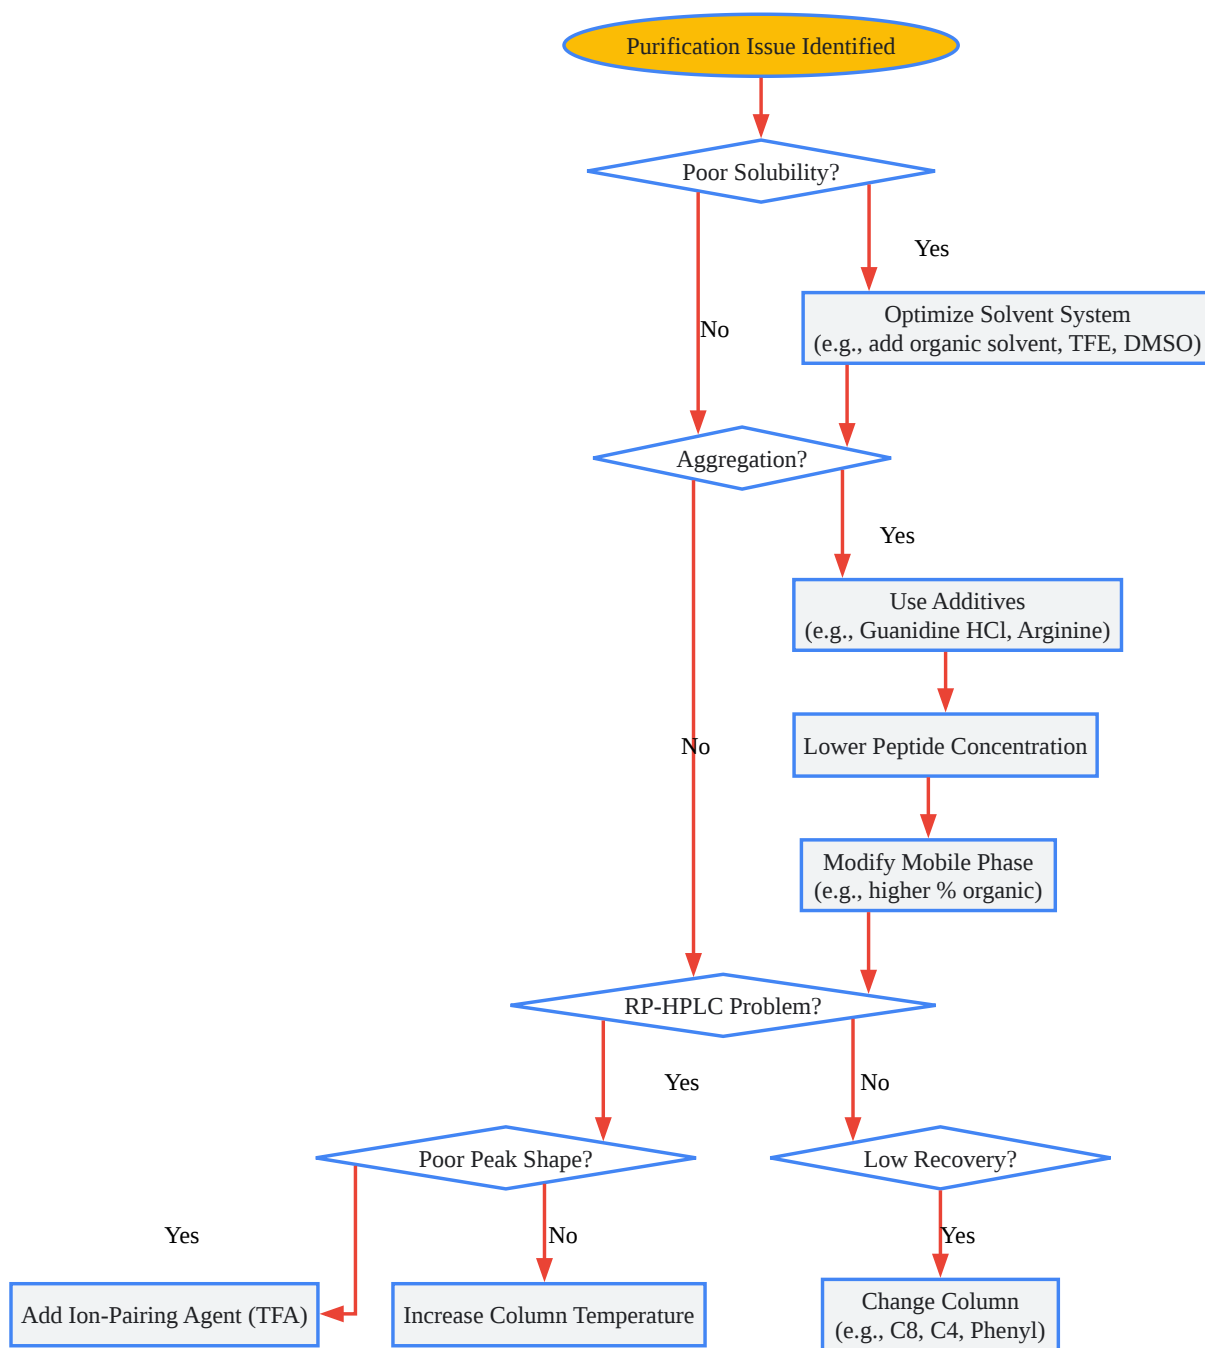 Purification Issue Identified
Poor Solubility?
Yes
Optimize Solvent System
(e.g., add organic solvent, TFE, DMSO)
No
Aggregation?
Yes
Use Additives
(e.g., Guanidine HCl, Arginine)
No
Lower Peptide Concentration
Modify Mobile Phase
(e.g., higher % organic)
RP-HPLC Problem?
Yes
No
Poor Peak Shape?
Low Recovery?
Yes
No
Yes
Add Ion-Pairing Agent (TFA)
Increase Column Temperature
Change Column
(e.g., C8, C4, Phenyl)